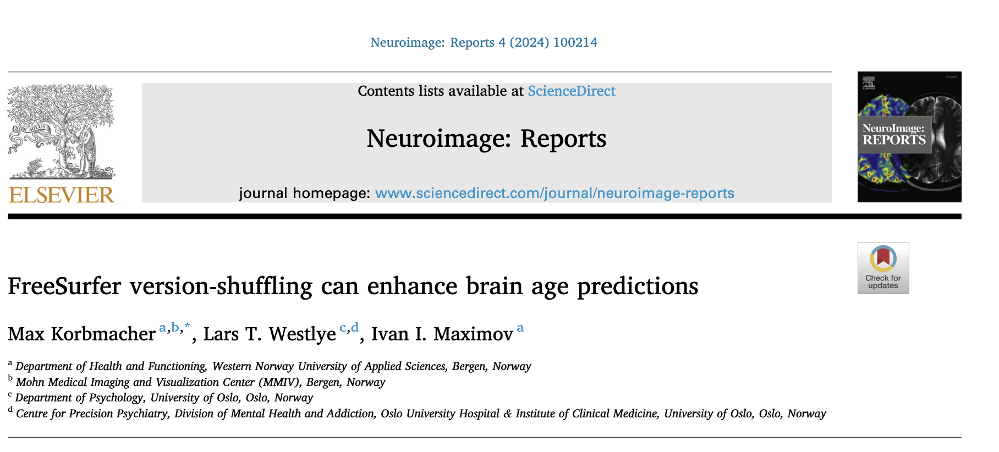 Neuroimage: Reports 4 (2024) 100214
Contents lists available at ScienceDirect
Neuroimage: Reports
journal homepage: www.sciencedirect.com/journal/neuroimage-reports
NON SOLUS
ELSEVIER
ELSEVIER
NeuroImage:
REPORTS
Check for
updates
FreeSurfer version-shuffling can enhance brain age predictions
Max Korbmacher a,b,*, Lars T. Westlye c,d, Ivan I. Maximov a
a Department of Health and Functioning, Western Norway University of Applied Sciences, Bergen, Norway
b Mohn Medical Imaging and Visualization Center (MMIV), Bergen, Norway
c Department of Psychology, University of Oslo, Oslo, Norway
d Centre for Precision Psychiatry, Division of Mental Health and Addiction, Oslo University Hospital & Institute of Clinical Medicine, University of Oslo, Oslo, Norway